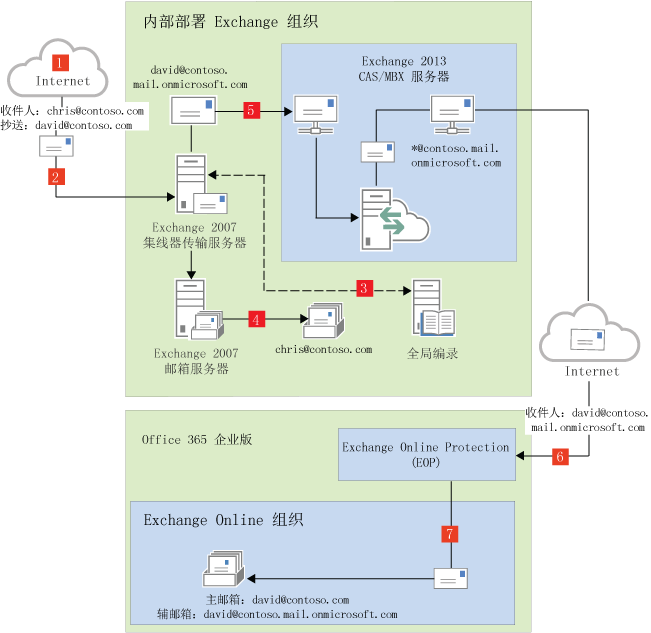 内部部署 Exchange 组织
1
Internet
收件人：chris@contoso.com
抄送：david@contoso.com
2
david@contoso.
mail.onmicrosoft.com
5
Exchange 2013
CAS/MBX 服务器
*@contoso.mail.
onmicrosoft.com
Exchange 2007
集线器传输服务器
3
4
Exchange 2007
邮箱服务器
chris@contoso.com
全局编录
Internet
收件人：david@contoso.
mail.onmicrosoft.com
6
Office 365 企业版
Exchange Online Protection
(EOP)
7
Exchange Online 组织
主邮箱：david@contoso.com
辅邮箱：david@contoso.mail.onmicrosoft.com